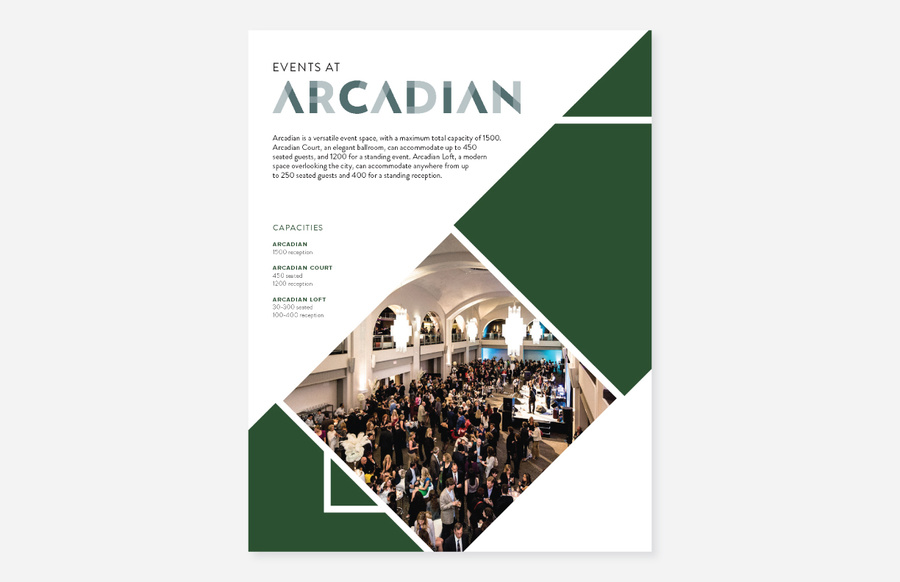 EVENTS AT
ARCADIAN
Arcadian is a versatile event space, with a maximum total capacity of 1500.
Arcadian Court, an elegant ballroom, can accommodate up to 450
seated guests, and 1200 for a standing event. Arcadian Loft, a modern
space overlooking the city, can accommodate anywhere from up
to 250 seated guests and 400 for a standing reception.
CAPACITIES
ARCADIAN
1500 reception
ARCADIAN COURT
450 seated
1200 reception
ARCADIAN LOFT
30-300 seated
100-400 reception